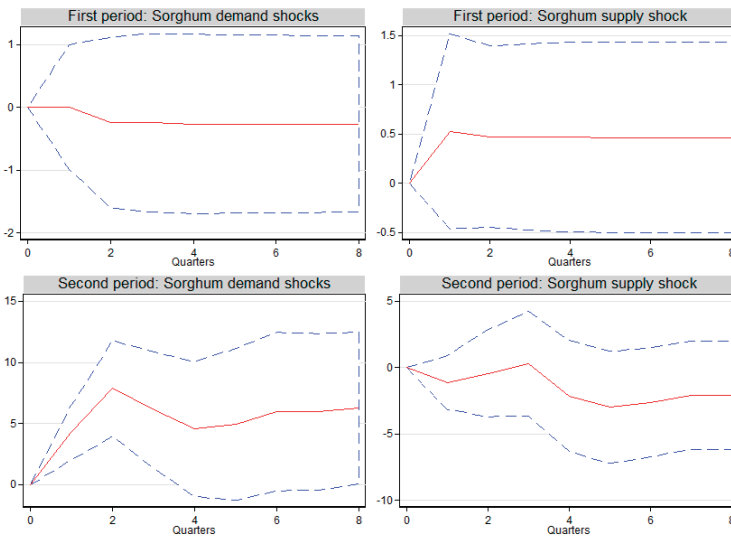 First period: Sorghum demand shocks
1
0
-1
-2
0 2 4 6 8
Quarters
First period: Sorghum supply shock
1.5
1
0.5
0
-0.5
0 2 4 6 8
Quarters
Second period: Sorghum demand shocks
15
10
5
0
0 2 4 6 8
Quarters
Second period: Sorghum supply shock
5
0
-5
-10
0 2 4 6 8
Quarters